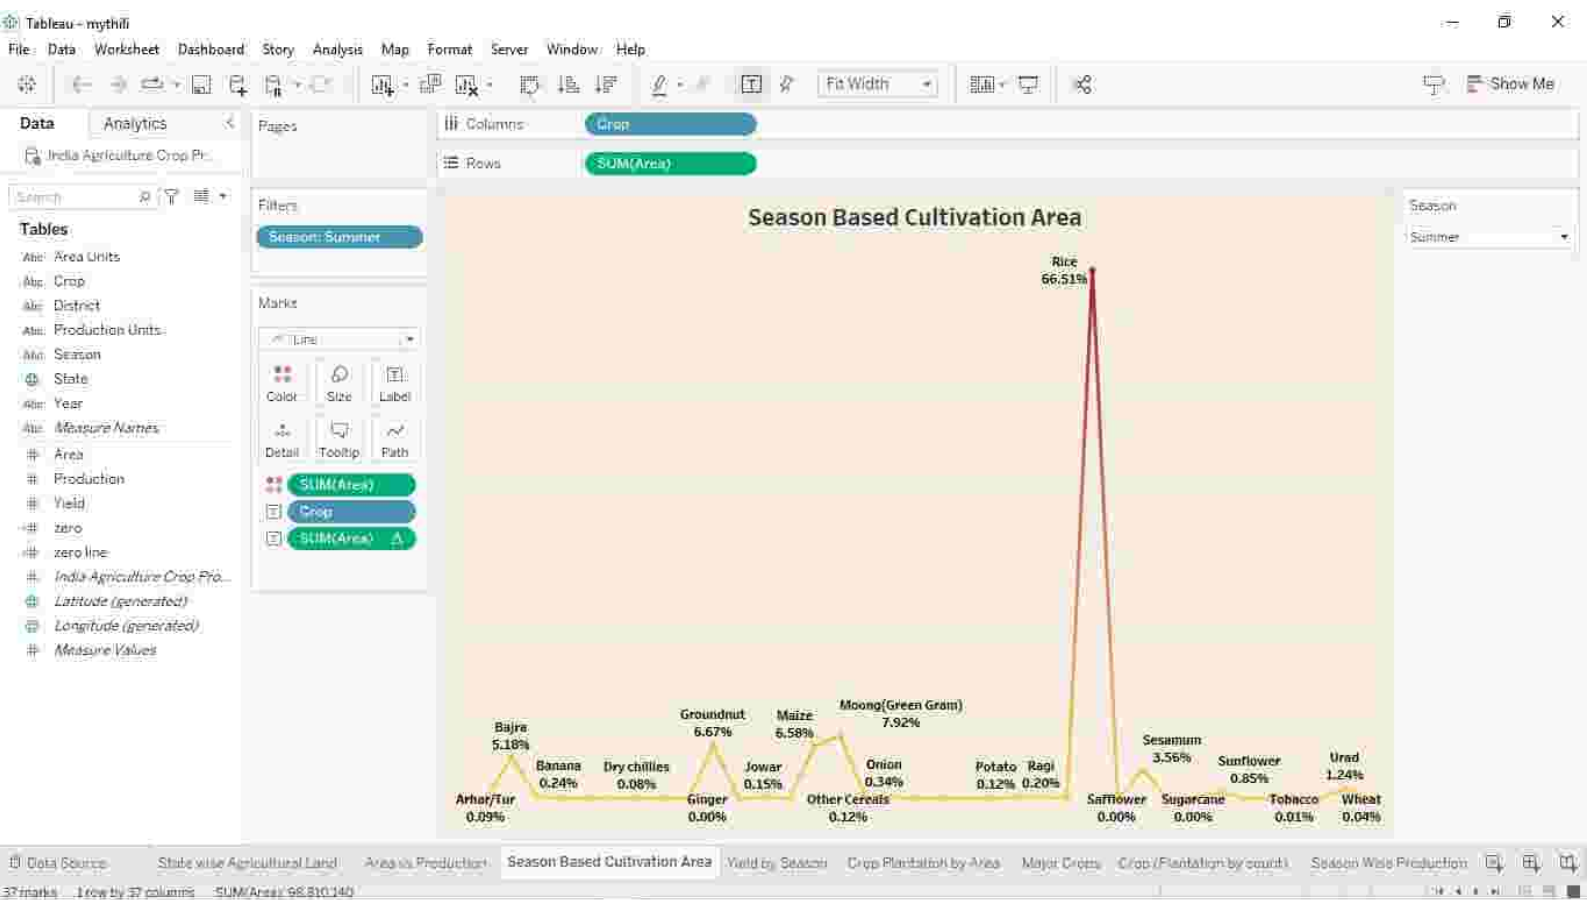 Tableau - mythili
File Data Worksheet Dashboard Story Analysis Map Format Server Window Help
Fit Width
Show Me
Data Analytics
India Agriculture Crop Pr...
Search
Tables
Abc Area Units
Abc Crop
Abc District
Abc Production Units
Abc Season
State
Abc Year
Abc Measure Names
# Area
# Production
# Yield
=# zero
=# zero line
# India Agriculture Crop Pro...
Latitude (generated)
Longitude (generated)
# Measure Values
Pages
Filters
Season: Summer
Marks
Line
Color Size Label
Detail Tooltip Path
SUM(Area)
Crop
SUM(Area) Δ
Columns Crop
Rows SUM(Area)
Season Based Cultivation Area
Rice
66.51%
Bajra
5.18%
Groundnut
6.67%
Maize
6.58%
Moong(Green Gram)
7.92%
Banana
0.24%
Dry chillies
0.08%
Jowar
0.15%
Onion
0.34%
Potato
0.12%
Ragi
0.20%
Sesamum
3.56%
Sunflower
0.85%
Urad
1.24%
Arhar/Tur
0.09%
Ginger
0.00%
Other Cereals
0.12%
Safflower
0.00%
Sugarcane
0.00%
Tobacco
0.01%
Wheat
0.04%
Season
Summer
Data Source State wise Agricultural Land Area vs Production Season Based Cultivation Area Yield by Season Crop Plantation by Area Major Crops Crop (Plantation by count) Season Wise Production
37 marks 1 row by 37 columns SUM(Area): 98,810,140